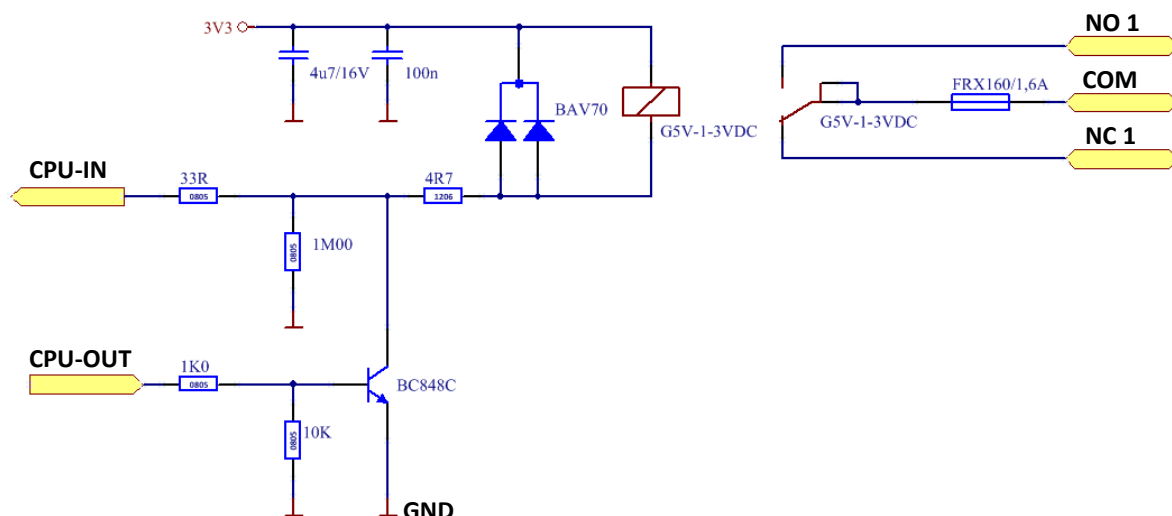 3V3
4u7/16V
100n
BAV70
G5V-1-3VDC
NO 1
FRX160/1,6A
COM
G5V-1-3VDC
NC 1
CPU-IN
33R
0805
4R7
1206
0805
1M00
CPU-OUT
1K0
0805
BC848C
0805
10K
GND